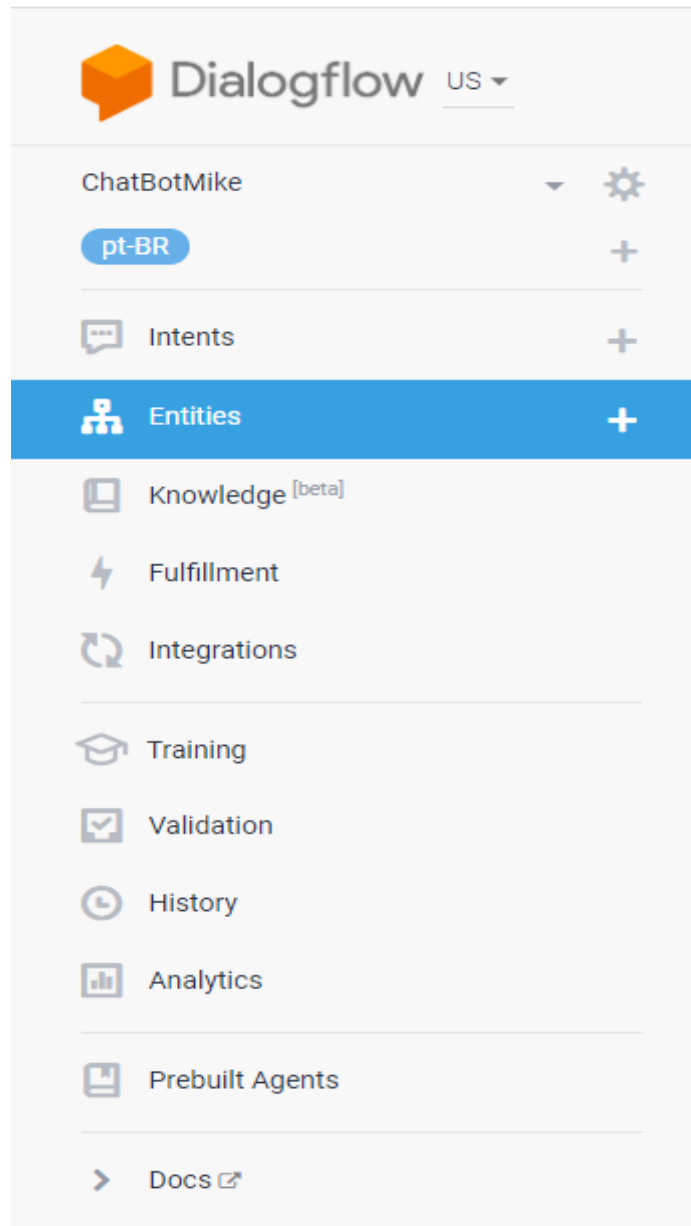 Dialogflow US
ChatBotMike
pt-BR
Intents
Entities
Knowledge [beta]
Fulfillment
Integrations
Training
Validation
History
Analytics
Prebuilt Agents
Docs